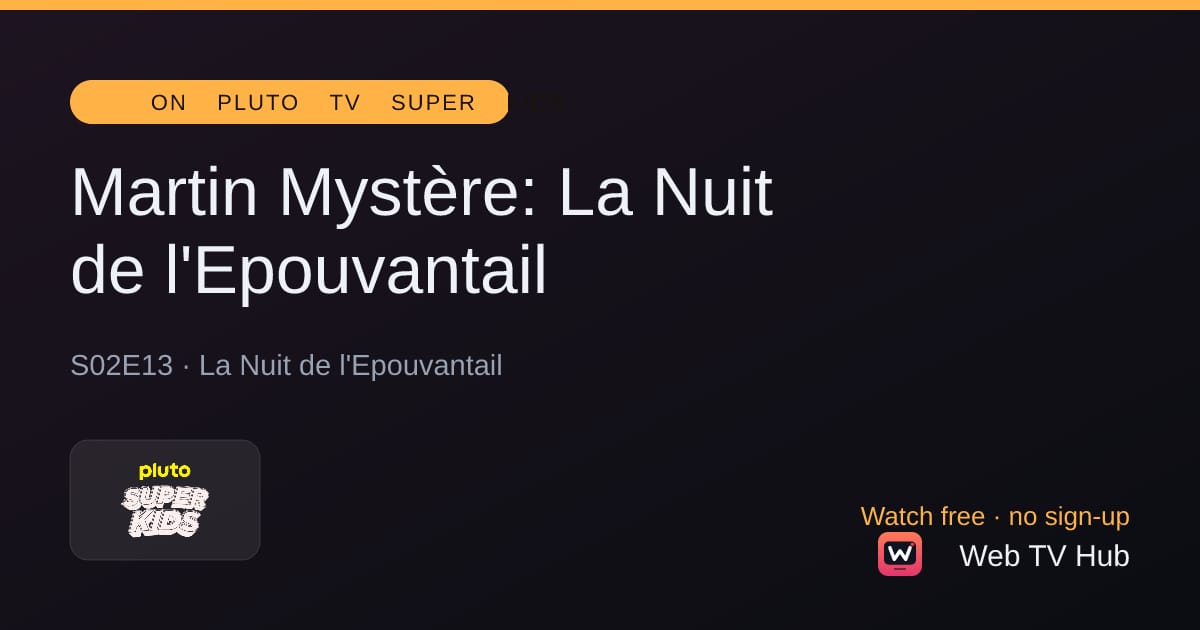 ON PLUTO TV SUPER
Martin Mystère: La Nuit
de l'Epouvantail
S02E13 · La Nuit de l'Epouvantail
pluto
SUPER
KIDS
Watch free · no sign-up
W
Web TV Hub